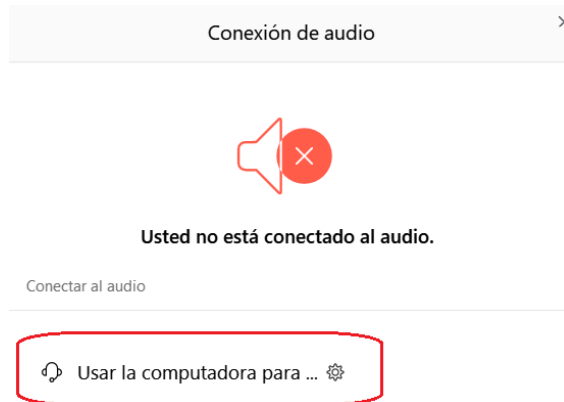 Conexión de audio
Usted no está conectado al audio.
Conectar al audio
Usar la computadora para ...